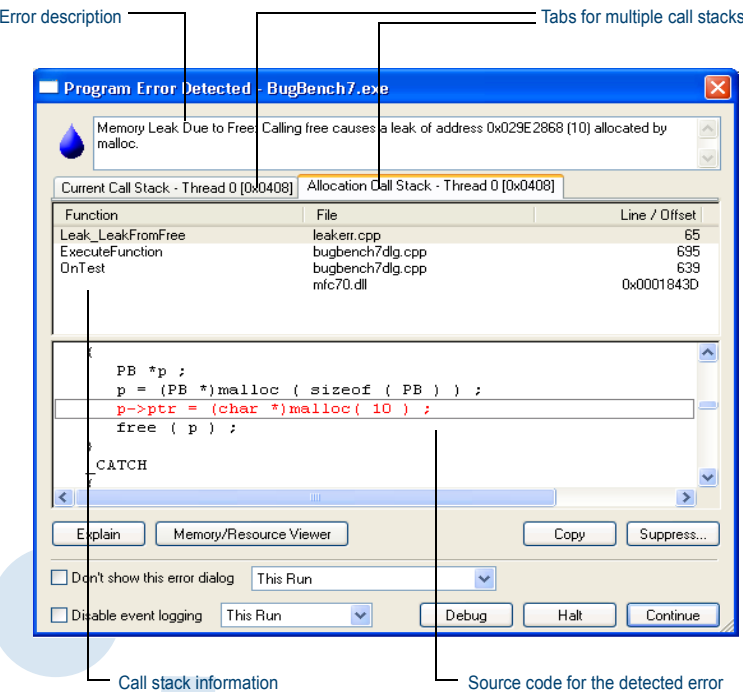 Error description
Tabs for multiple call stacks
Program Error Detected - BugBench7.exe
Memory Leak Due to Free: Calling free causes a leak of address 0x029E2868 (10) allocated by
malloc.
Current Call Stack - Thread 0 [0x0408] Allocation Call Stack - Thread 0 [0x0408]
Function File Line / Offset
Leak_LeakFromFree leakerr.cpp 65
ExecuteFunction bugbench7dlg.cpp 695
OnTest bugbench7dlg.cpp 639
mfc70.dll 0x0001843D
{
PB *p ;
p = (PB *)malloc ( sizeof ( PB ) ) ;
p->ptr = (char *)malloc( 10 ) ;
free ( p ) ;
}
_CATCH
{
Explain Memory/Resource Viewer Copy Suppress...
Don't show this error dialog This Run
Disable event logging This Run Debug Halt Continue
Call stack information
Source code for the detected error